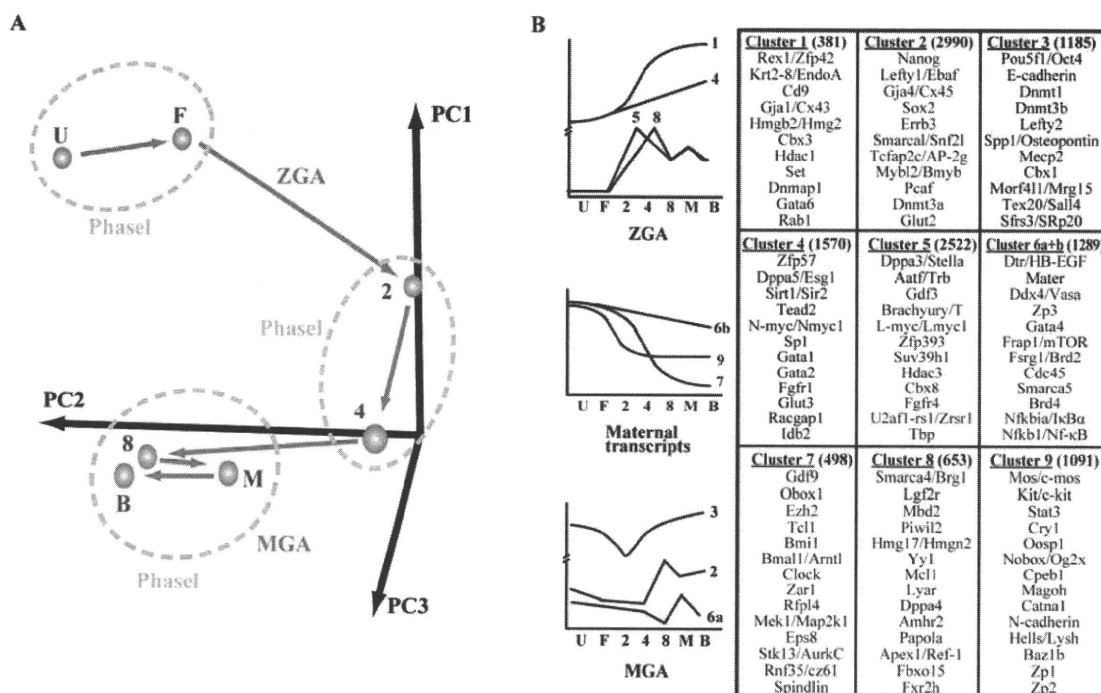 A
PC1
F
U
ZGA
PhaseI
2
PhaseI
PC2
4
8
M
B
MGA
PhaseI
PC3
B
1
4
5 8
U F 2 4 8 M B
ZGA
6b
9
7
Maternal
transcripts
3
2
6a
U F 2 4 8 M B
MGA
Cluster 1 (381)
Rex1/Zfp42
Krt2-8/EndoA
Cd9
Gja1/Cx43
Hmgb2/Hmg2
Cbx3
Hdac1
Set
Dnmap1
Gata6
Rab1
Cluster 2 (2990)
Nanog
Lefty1/Ebaf
Gja4/Cx45
Sox2
Errb3
Smarcal/Snf2l
Tcfap2c/AP-2g
Mybl2/Bmyb
Pcaf
Dnmt3a
Glut2
Cluster 3 (1185)
Pou5f1/Oct4
E-cadherin
Dnmt1
Dnmt3b
Lefty2
Spp1/Osteopontin
Mecp2
Cbx1
Morf4l1/Mrg15
Tex20/Sall4
Sfrs3/SRp20
Cluster 4 (1570)
Zfp57
Dppa5/Esg1
Sirt1/Sir2
Tead2
N-myc/Nmyc1
Sp1
Gata1
Gata2
Fgfr1
Glut3
Racgap1
Idb2
Cluster 5 (2522)
Dppa3/Stella
Aatf/Trb
Gdf3
Brachyury/T
L-myc/Lmyc1
Zfp393
Suv39h1
Hdac3
Cbx8
Fgfr4
U2af1-rs1/Zrsr1
Tbp
Cluster 6a+b (1289)
Dtr/HB-EGF
Mater
Ddx4/Vasa
Zp3
Gata4
Frap1/mTOR
Fsrg1/Brd2
Cdc45
Smarca5
Brd4
Nfkbia/IκBα
Nfkb1/Nf-κB
Cluster 7 (498)
Gdf9
Obox1
Ezh2
Tcl1
Bmi1
Bmal1/Arntl
Clock
Zar1
Rfpl4
Mek1/Map2k1
Eps8
Stk13/AurkC
Rnf35/cz61
Spindlin
Cluster 8 (653)
Smarca4/Brg1
Lgf2r
Mbd2
Piwil2
Hmg17/Hmgn2
Yy1
Mcl1
Lyar
Dppa4
Amhr2
Papola
Apex1/Ref-1
Fbxo15
Fxr2h
Cluster 9 (1091)
Mos/c-mos
Kit/c-kit
Stat3
Cry1
Oosp1
Nobox/Og2x
Cpeb1
Magoh
Catna1
N-cadherin
Hells/Lysh
Baz1b
Zp1
Zp2